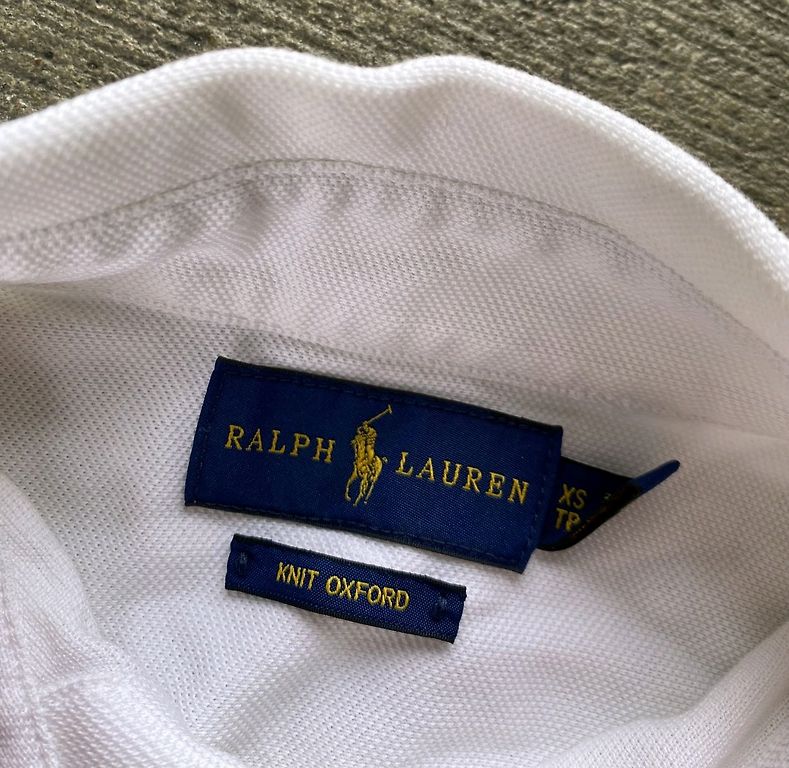 RALPH LAUREN
XS
TP
KNIT OXFORD